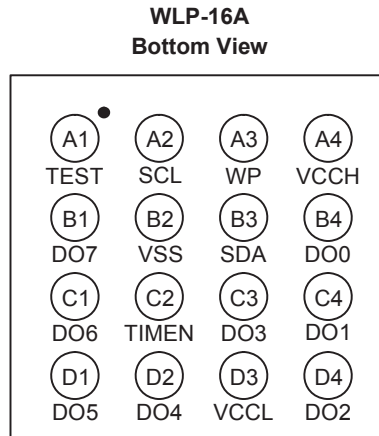 WLP-16A
Bottom View
A1 A2 A3 A4
TEST SCL WP VCCH
B1 B2 B3 B4
DO7 VSS SDA DO0
C1 C2 C3 C4
DO6 TIMEN DO3 DO1
D1 D2 D3 D4
DO5 DO4 VCCL DO2